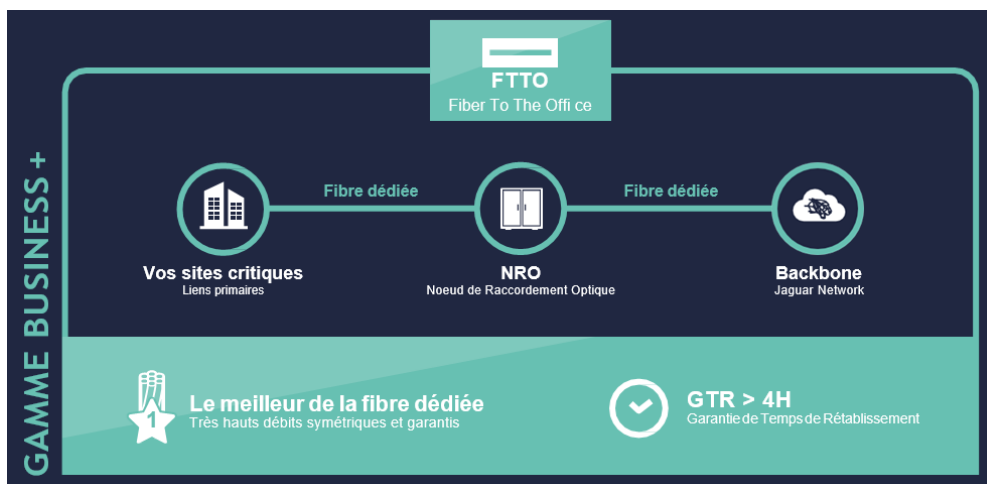 GAMME BUSINESS +
FTTO
Fiber To The Offi ce
Fibre dédiée
Fibre dédiée
Vos sites critiques
Liens primaires
NRO
Noeud de Raccordement Optique
Backbone
Jaguar Network
1
Le meilleur de la fibre dédiée
Très hauts débits symétriques et garantis
GTR > 4H
Garantie de Temps de Rétablissement